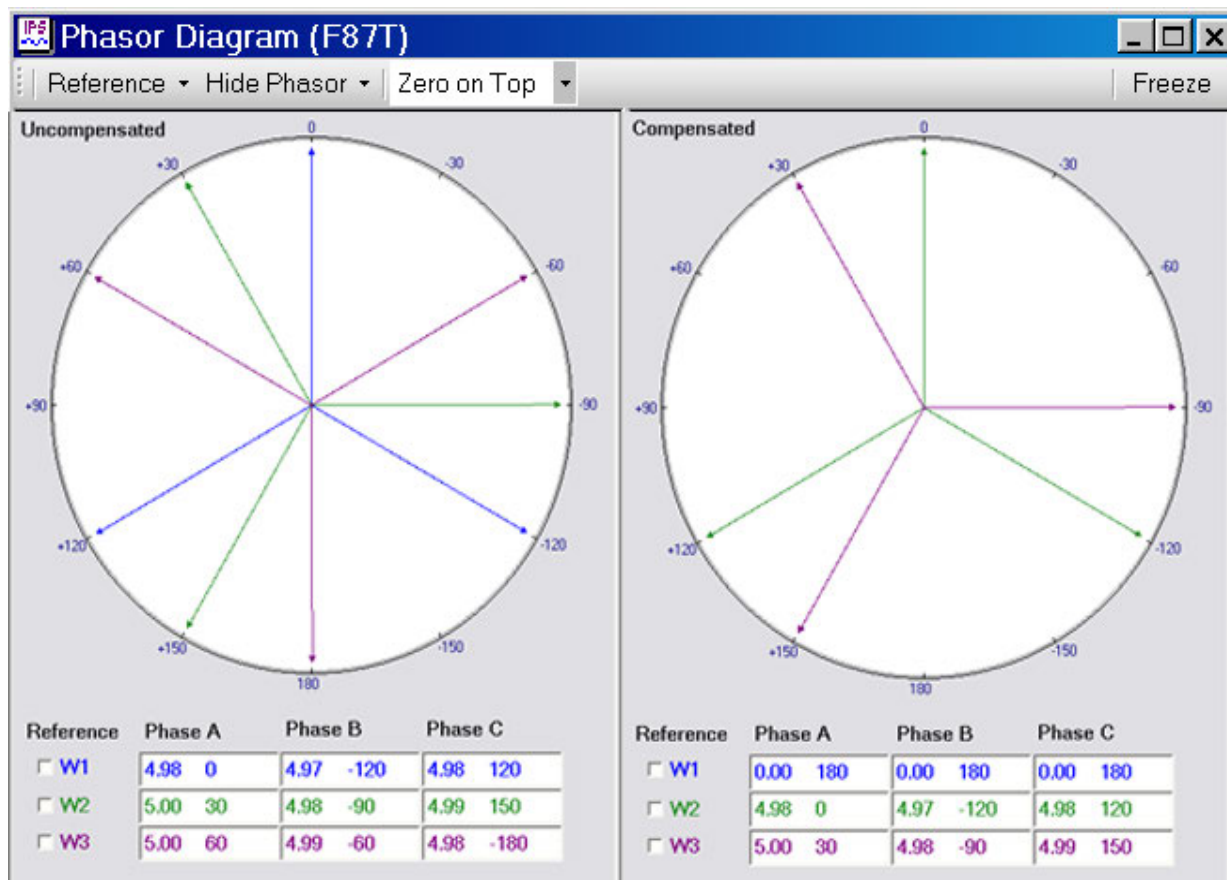 IPS
Phasor Diagram (F87T)
Reference Hide Phasor Zero on Top Freeze
Uncompensated
0
+30 -30
+60 -60
+90 -90
+120 -120
+150 -150
180
Reference Phase A Phase B Phase C
W1 4.98 0 4.97 -120 4.98 120
W2 5.00 30 4.98 -90 4.99 150
W3 5.00 60 4.99 -60 4.98 -180
Compensated
0
+30 -30
+60 -60
+90 -90
+120 -120
+150 -150
180
Reference Phase A Phase B Phase C
W1 0.00 180 0.00 180 0.00 180
W2 4.98 0 4.97 -120 4.98 120
W3 5.00 30 4.98 -90 4.99 150